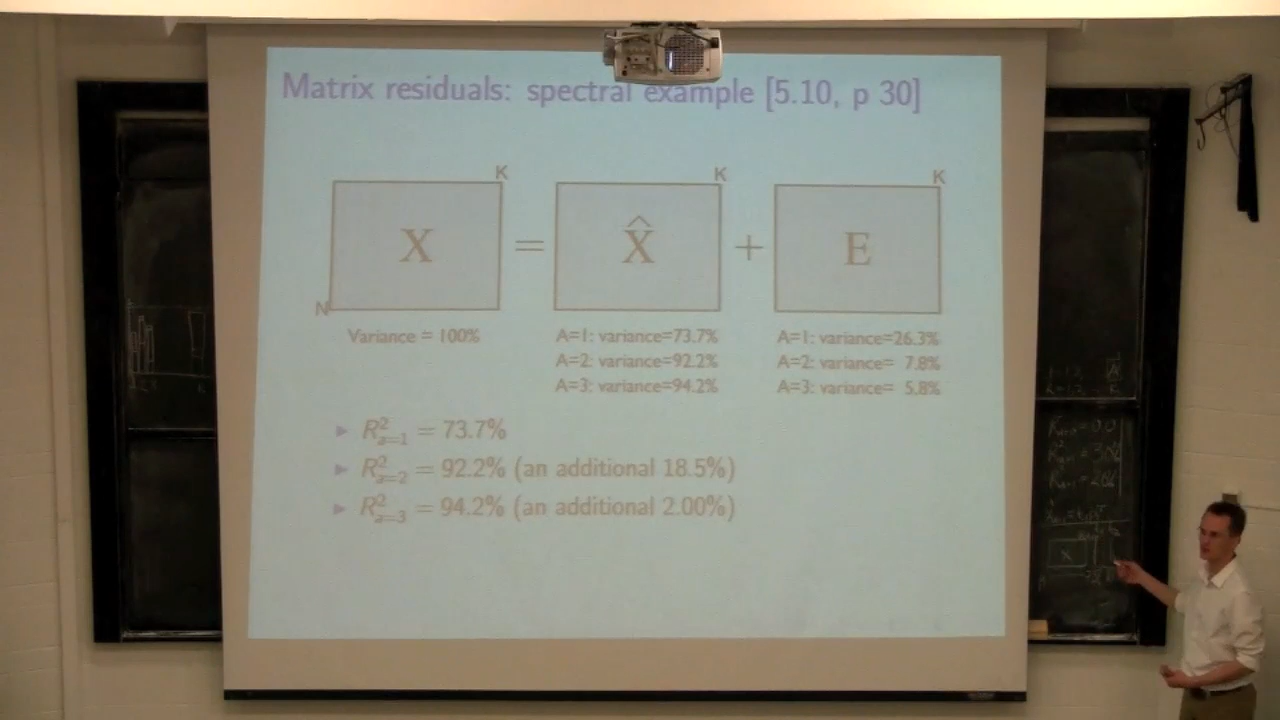 Matrix residuals: spectral example [5.10, p 30]
K K K
X = X̂ + E
N
Variance = 100%
A=1: variance=73.7%
A=2: variance=92.2%
A=3: variance=94.2%
A=1: variance=26.3%
A=2: variance= 7.8%
A=3: variance= 5.8%
▸ R²ₐ₌₁ = 73.7%
▸ R²ₐ₌₂ = 92.2% (an additional 18.5%)
▸ R²ₐ₌₃ = 94.2% (an additional 2.00%)
X